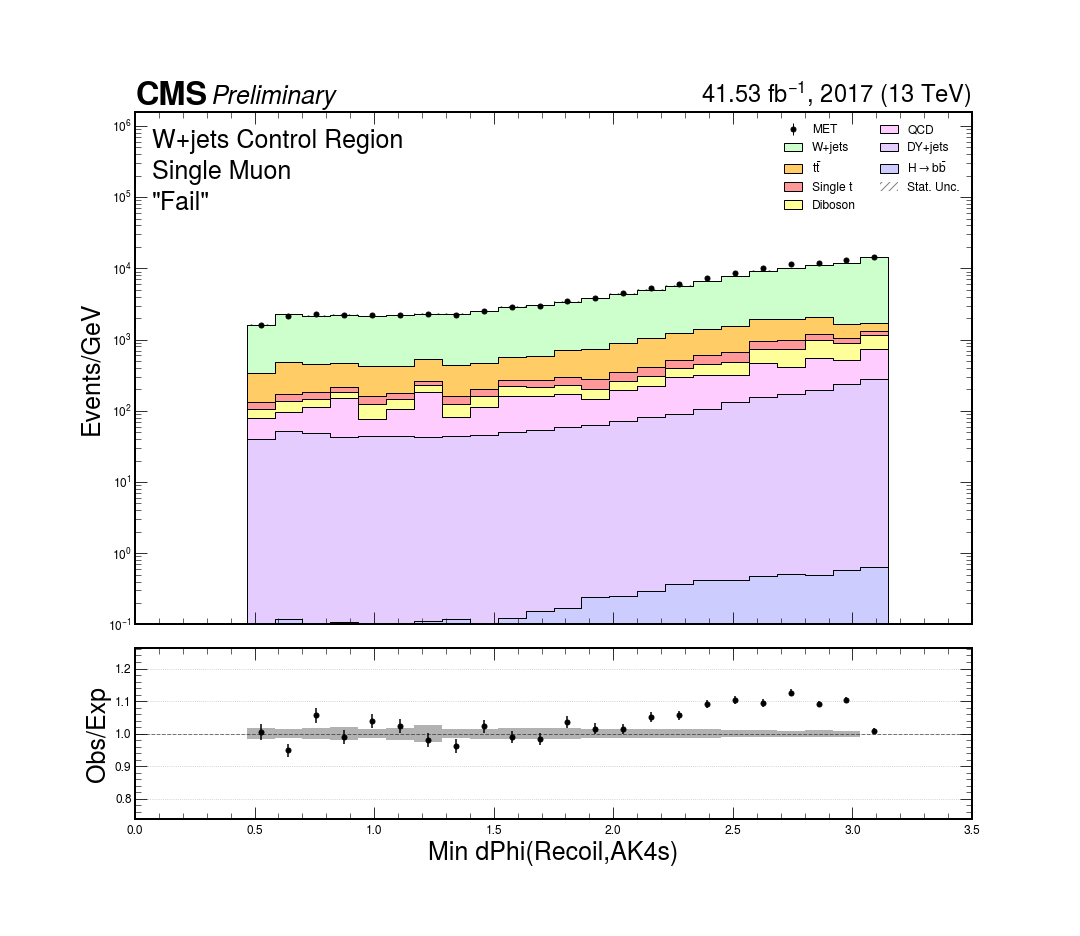 CMS Preliminary 41.53 fb⁻¹, 2017 (13 TeV)
W+jets Control Region
Single Muon
"Fail"
MET
W+jets
tt̄
Single t
Diboson
QCD
DY+jets
H→bb̄
Stat. Unc.
Events/GeV
10⁶
10⁵
10⁴
10³
10²
10¹
10⁰
10⁻¹
Obs/Exp
1.2
1.1
1.0
0.9
0.8
0.0 0.5 1.0 1.5 2.0 2.5 3.0 3.5
Min dPhi(Recoil,AK4s)